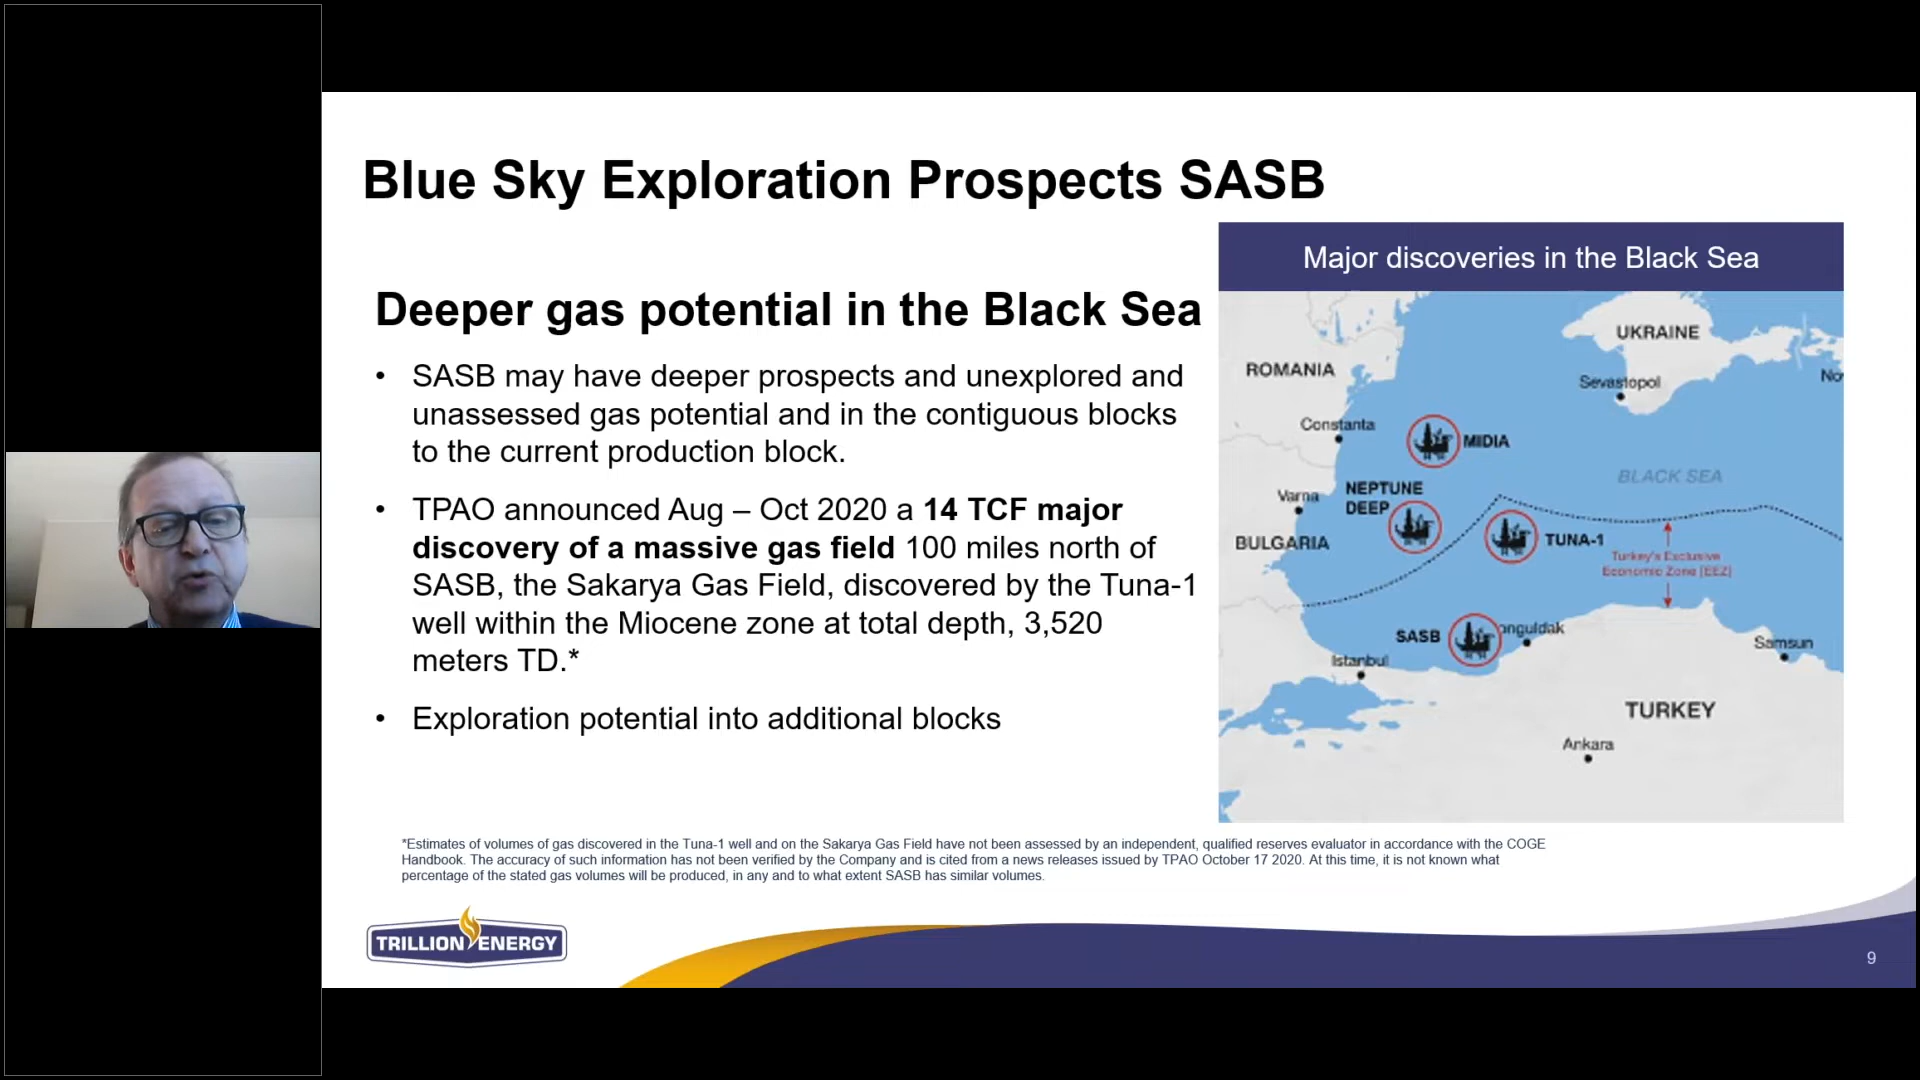 Blue Sky Exploration Prospects SASB
Deeper gas potential in the Black Sea
• SASB may have deeper prospects and unexplored and
unassessed gas potential and in the contiguous blocks
to the current production block.
• TPAO announced Aug – Oct 2020 a 14 TCF major
discovery of a massive gas field 100 miles north of
SASB, the Sakarya Gas Field, discovered by the Tuna-1
well within the Miocene zone at total depth, 3,520
meters TD.*
• Exploration potential into additional blocks
Major discoveries in the Black Sea
UKRAINE
ROMANIA
Sevastopol
No
Constanta
MIDIA
BLACK SEA
NEPTUNE
DEEP
Varna
BULGARIA
TUNA-1
Turkey's Exclusive
Economic Zone [EEZ]
SASB
onguldak
Samsun
Istanbul
TURKEY
Ankara
*Estimates of volumes of gas discovered in the Tuna-1 well and on the Sakarya Gas Field have not been assessed by an independent, qualified reserves evaluator in accordance with the COGE
Handbook. The accuracy of such information has not been verified by the Company and is cited from a news releases issued by TPAO October 17 2020. At this time, it is not known what
percentage of the stated gas volumes will be produced, in any and to what extent SASB has similar volumes.
TRILLION ENERGY
9